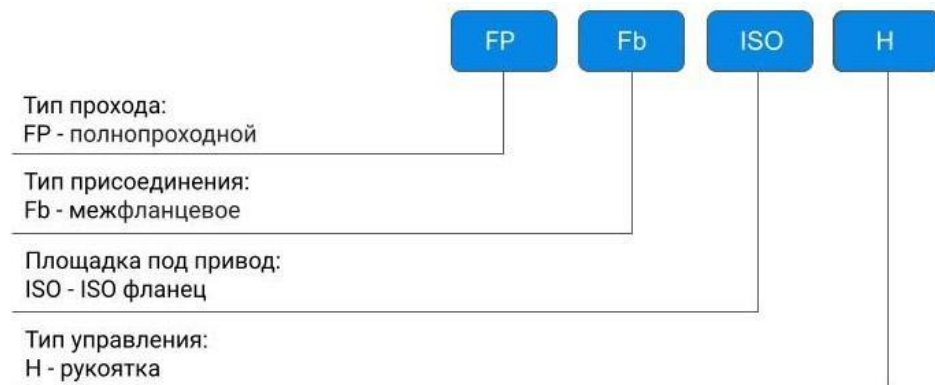 FP Fb ISO H
Тип прохода:
FP - полнопроходной
Тип присоединения:
Fb - межфланцевое
Площадка под привод:
ISO - ISO фланец
Тип управления:
H - рукоятка